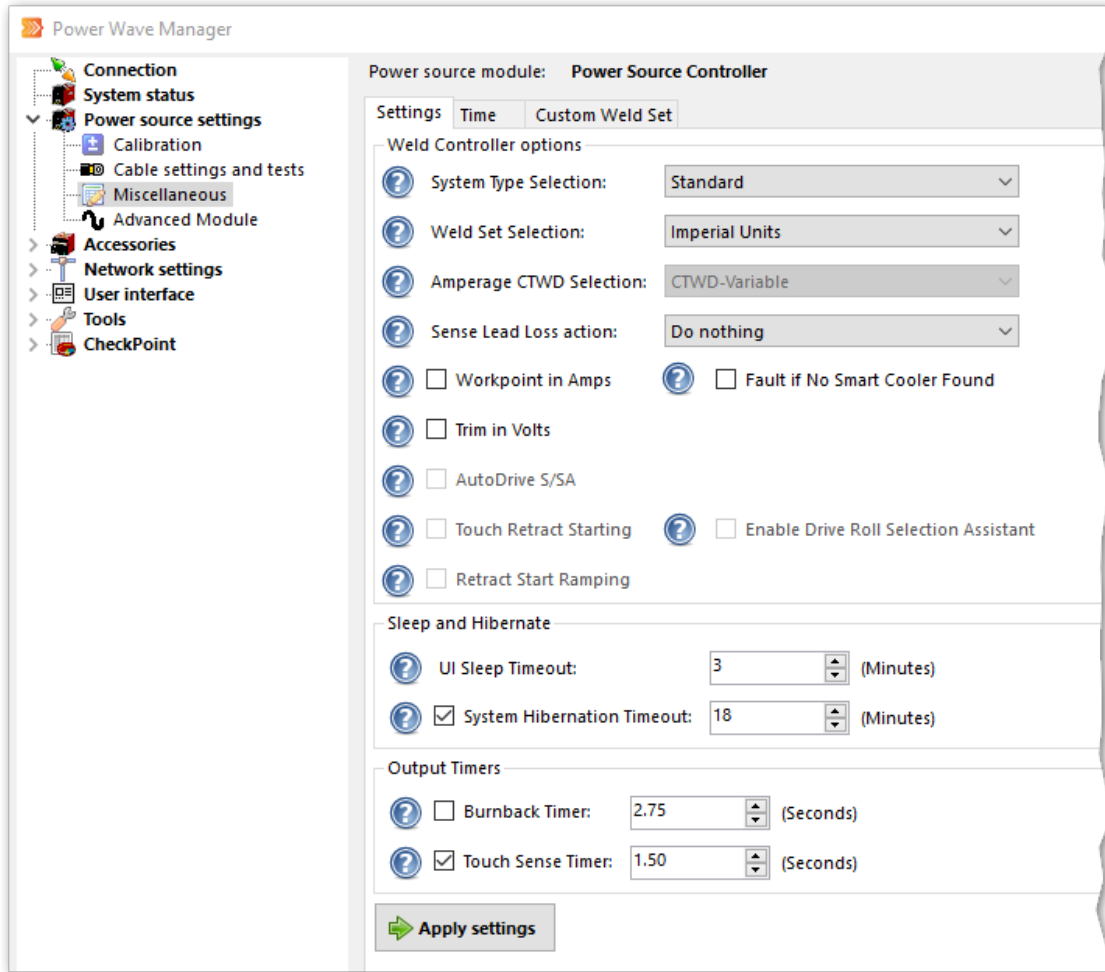 Power Wave Manager
Connection
System status
Power source settings
Calibration
Cable settings and tests
Miscellaneous
Advanced Module
Accessories
Network settings
User interface
Tools
CheckPoint
Power source module: Power Source Controller
Settings Time Custom Weld Set
Weld Controller options
? System Type Selection: Standard
? Weld Set Selection: Imperial Units
? Amperage CTWD Selection: CTWD-Variable
? Sense Lead Loss action: Do nothing
? Workpoint in Amps ? Fault if No Smart Cooler Found
? Trim in Volts
? AutoDrive S/SA
? Touch Retract Starting ? Enable Drive Roll Selection Assistant
? Retract Start Ramping
Sleep and Hibernate
? UI Sleep Timeout: 3 (Minutes)
? System Hibernation Timeout: 18 (Minutes)
Output Timers
? Burnback Timer: 2.75 (Seconds)
? Touch Sense Timer: 1.50 (Seconds)
Apply settings